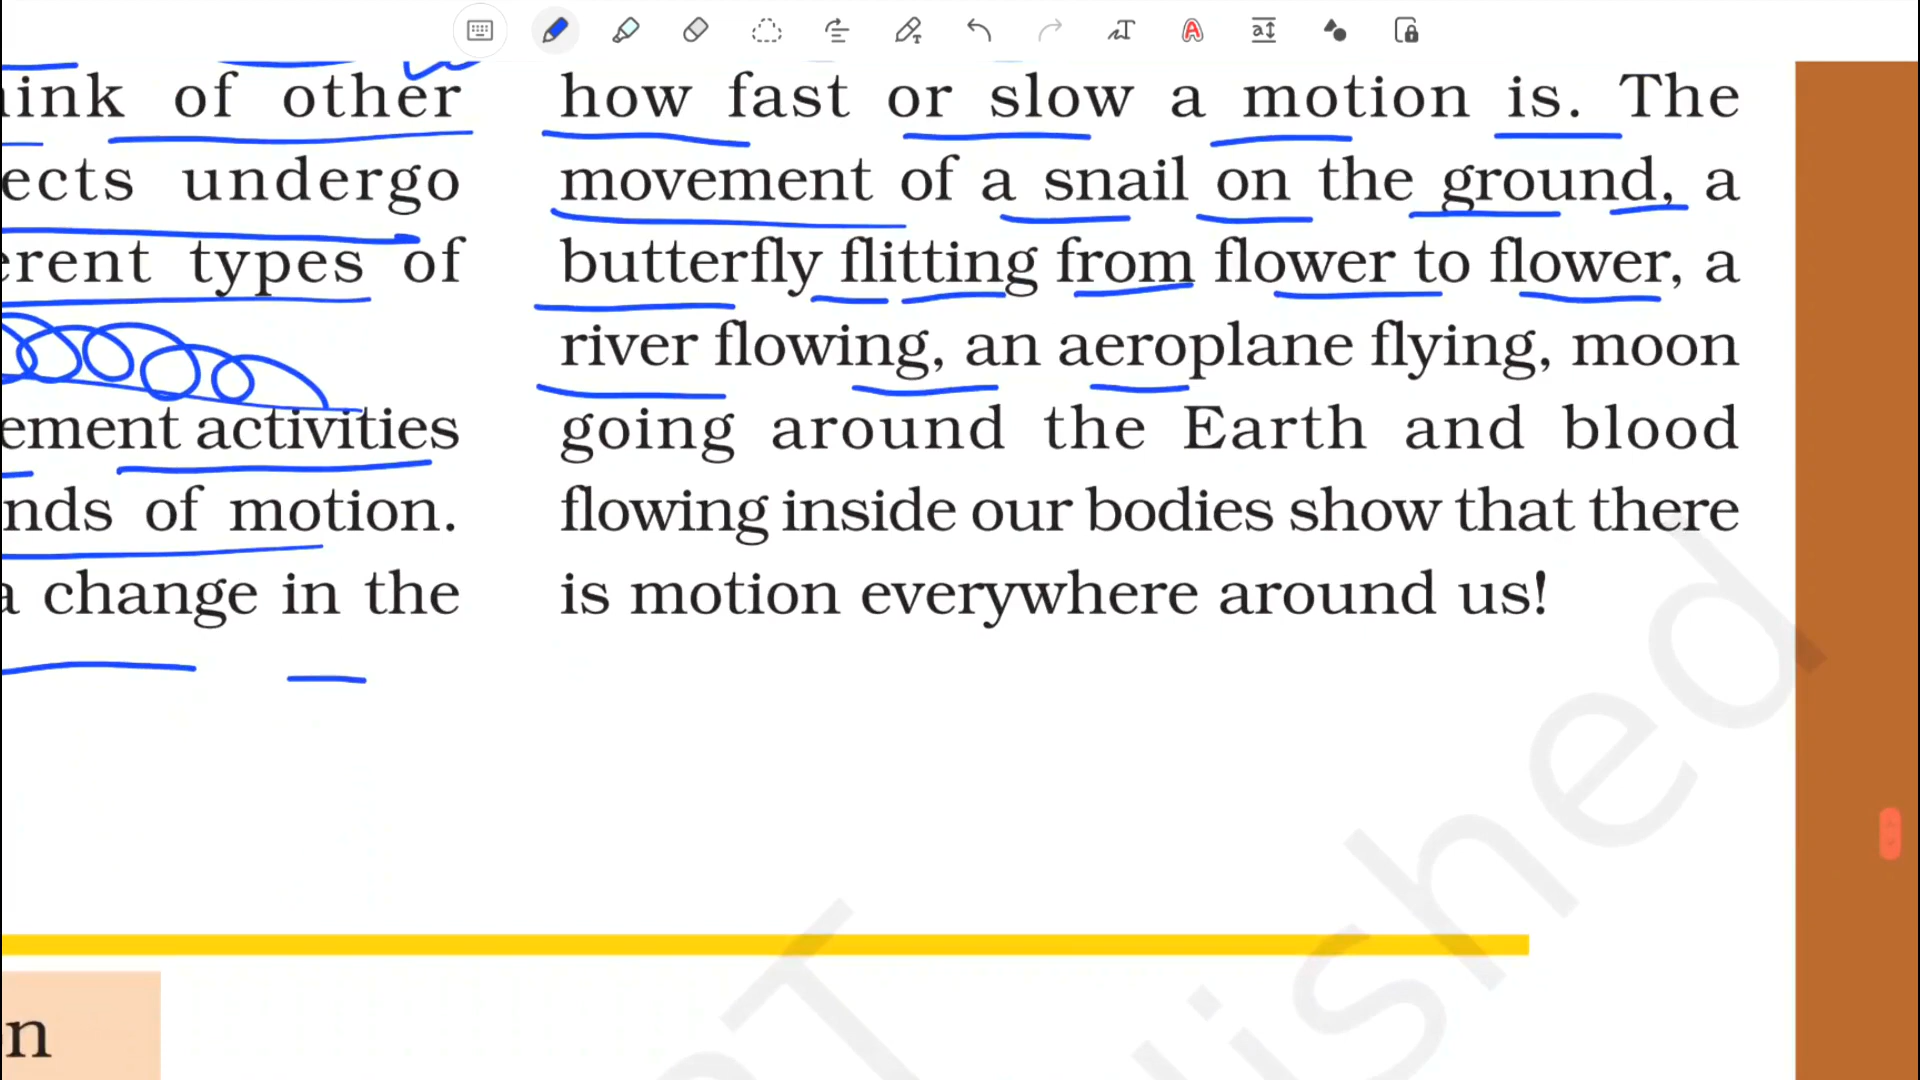 ink of other
ects undergo
erent types of
ement activities
nds of motion.
a change in the
how fast or slow a motion is. The
movement of a snail on the ground, a
butterfly flitting from flower to flower, a
river flowing, an aeroplane flying, moon
going around the Earth and blood
flowing inside our bodies show that there
is motion everywhere around us!
on
T
lished